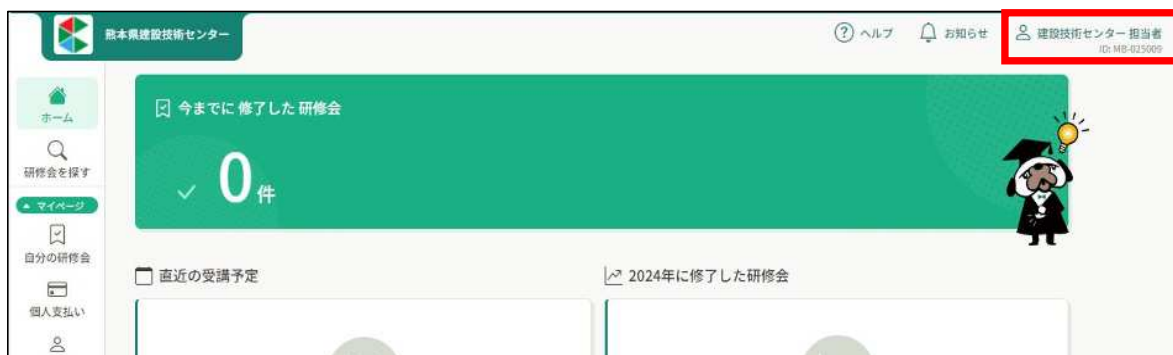 熊本県建設技術センター
ヘルプ
お知らせ
建設技術センター 担当者
ID: MB-025009
ホーム
研修会を探す
マイページ
自分の研修会
個人支払い
今までに 修了した 研修会
0件
直近の受講予定
2024年に修了した研修会